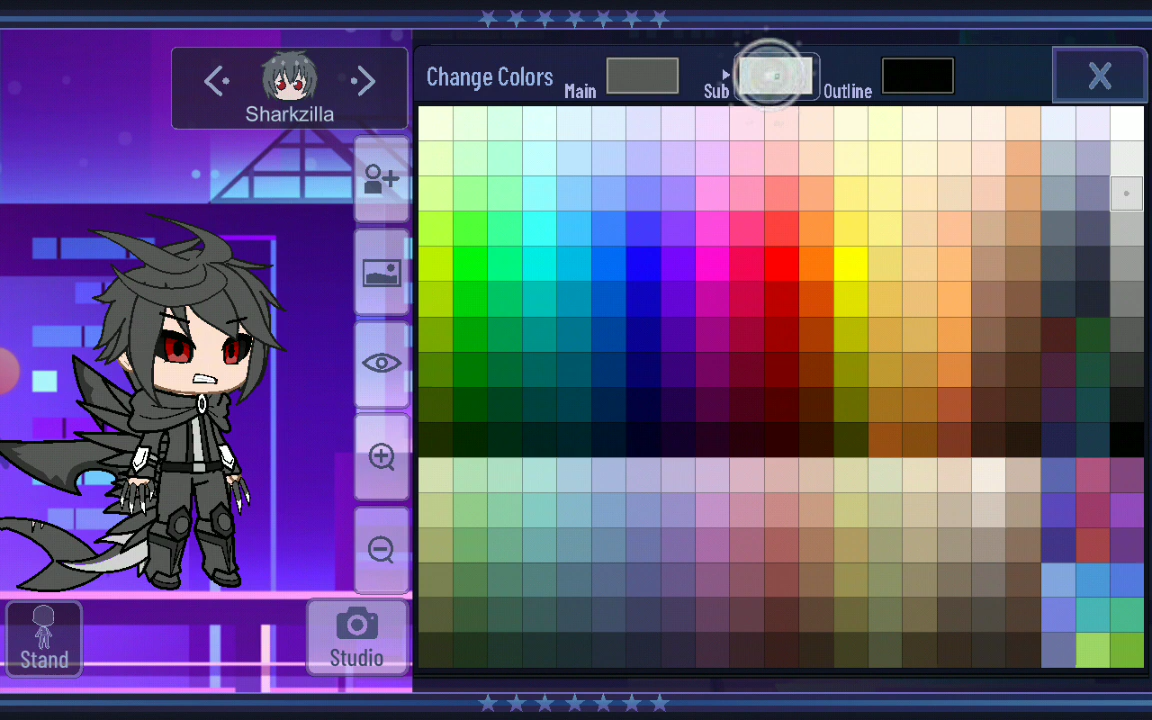 Sharkzilla
Change Colors
Main
Sub
Outline
X
Stand
Studio